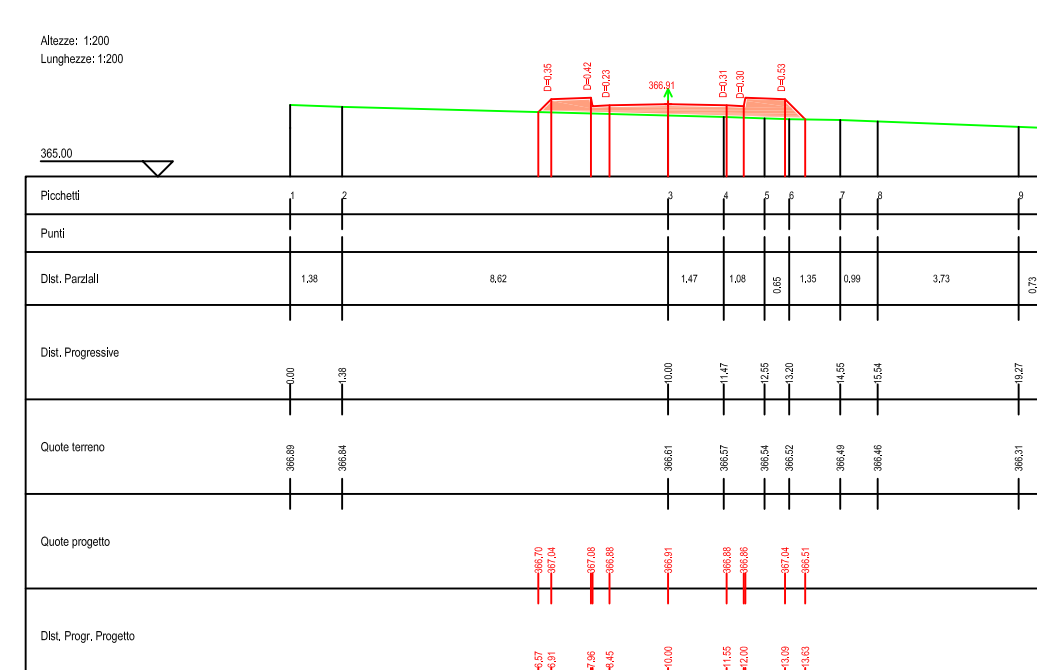 Altezze: 1:200
Lunghezze: 1:200
D=0.35
D=0.42
D=0.23
366.91
D=0.31
D=0.30
D=0.53
365.00
Picchetti 1 2 3 4 5 6 7 8 9
Punti
Dist. Parziali 1,38 8,62 1,47 1,08 0,65 1,35 0,99 3,73 0,73
Dist. Progressive 0.00 1.38 10.00 11.47 12.55 13.20 14.55 15.54 19.27
Quote terreno 366.89 366.84 366.61 366.57 366.54 366.52 366.49 366.46 366.31
Quote progetto 366.70 367.04 367.08 366.88 366.91 366.88 366.86 367.04 366.51
Dist. Progr. Progetto 6.57 6.91 7.96 8.45 10.00 11.55 12.00 13.09 13.63